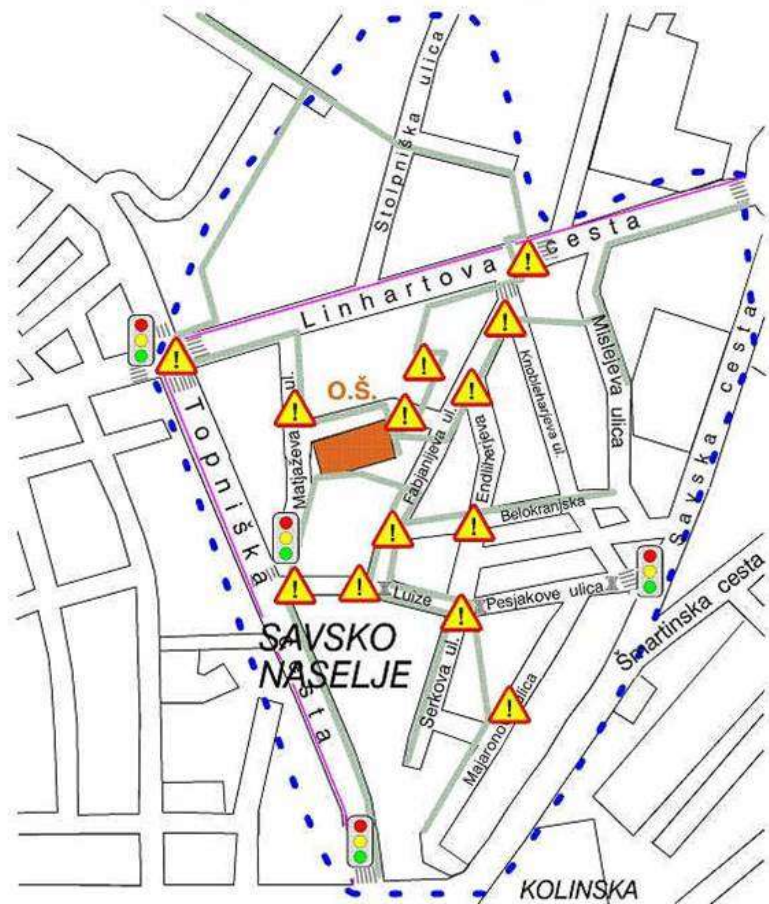 Stolpniška ulica
Linhartova cesta
Mislejeva ulica
Savska cesta
O.Š.
Matjaževa ul.
Topniška cesta
Fabjanijeva ul.
Endliherjeva
Knobleharjeva ul.
Belokranjska
Luize Pesjakove ulica
Šmartinska cesta
SAVSKO
NASELJE
Serkova ul.
Majaronova ulica
KOLINSKA